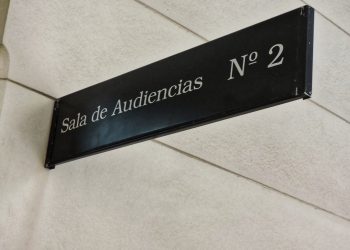 Sala de Audiencias Nº 2